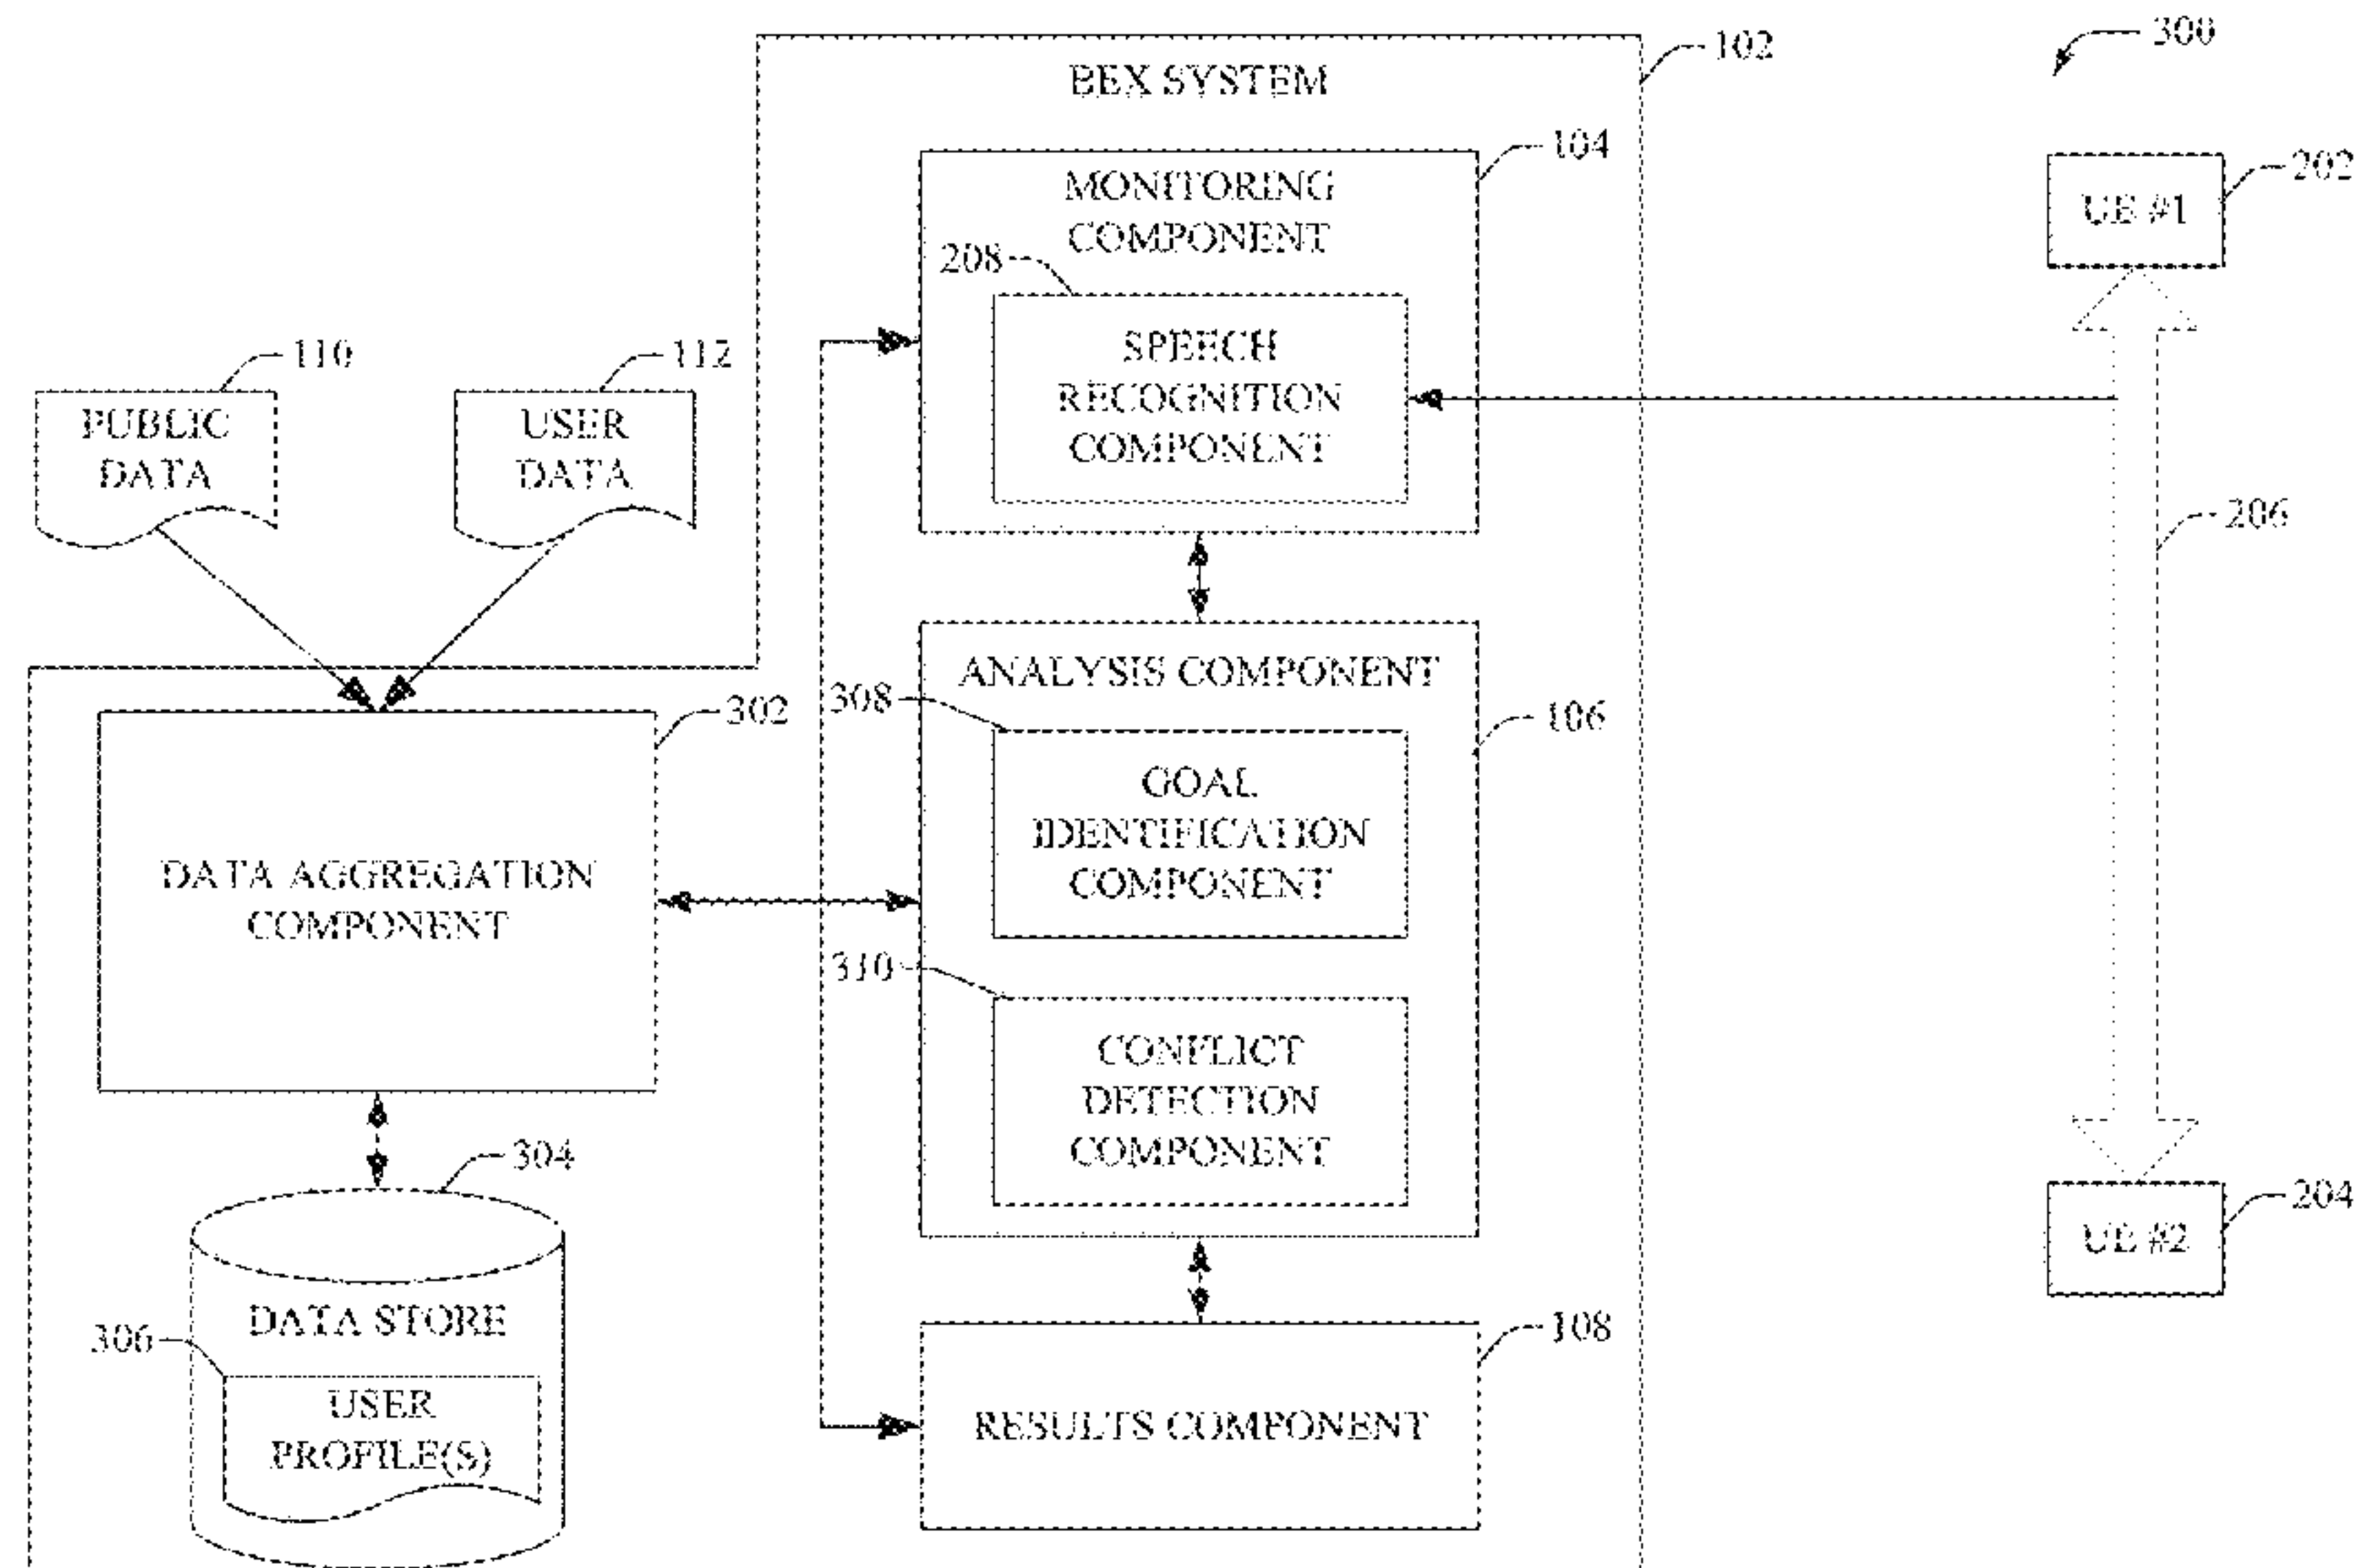 300
102
BEX SYSTEM
104
MONITORING
COMPONENT
202
UE #1
208
SPEECH
RECOGNITION
COMPONENT
110
PUBLIC
DATA
112
USER
DATA
206
ANALYSIS COMPONENT
302
308
106
GOAL
IDENTIFICATION
COMPONENT
DATA AGGREGATION
COMPONENT
310
CONFLICT
DETECTION
COMPONENT
304
204
UE #2
DATA STORE
306
USER
PROFILE(S)
108
RESULTS COMPONENT